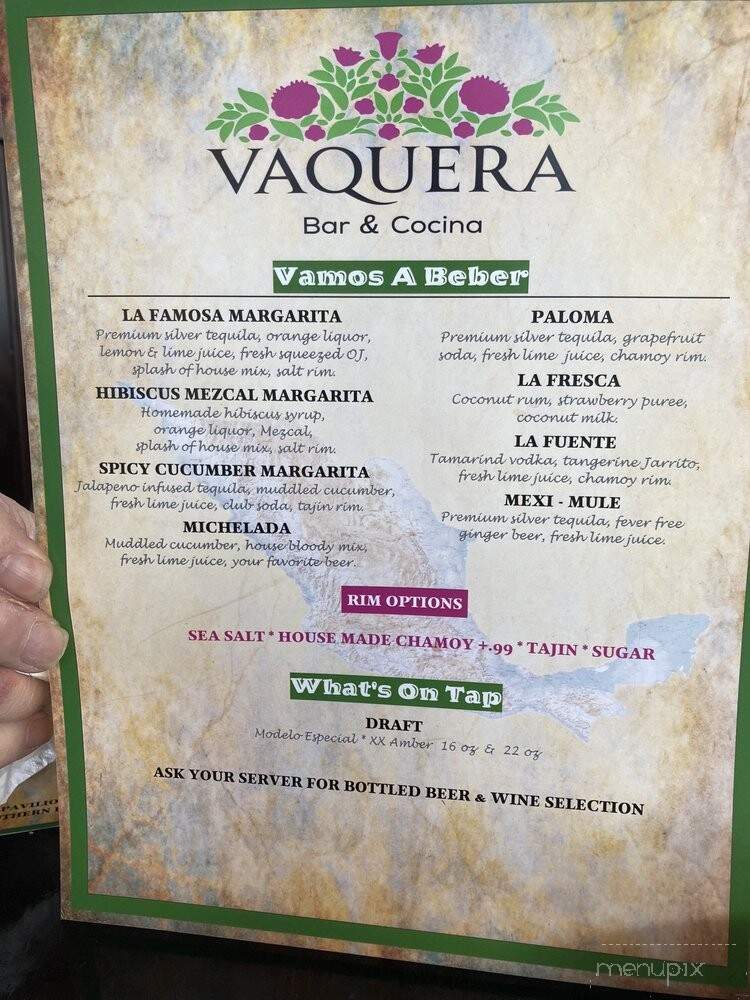 VAQUERA
Bar & Cocina
Vamos A Beber
LA FAMOSA MARGARITA
Premium silver tequila, orange liquor,
lemon & lime juice, fresh squeezed OJ,
splash of house mix, salt rim.
HIBISCUS MEZCAL MARGARITA
Homemade hibiscus syrup,
orange liquor, Mezcal,
splash of house mix, salt rim.
SPICY CUCUMBER MARGARITA
Jalapeno infused tequila, muddled cucumber,
fresh lime juice, club soda, tajin rim.
MICHELADA
Muddled cucumber, house bloody mix,
fresh lime juice, your favorite beer.
PALOMA
Premium silver tequila, grapefruit
soda, fresh lime juice, chamoy rim.
LA FRESCA
Coconut rum, strawberry puree,
coconut milk.
LA FUENTE
Tamarind vodka, tangerine Jarrito,
fresh lime juice, chamoy rim.
MEXI - MULE
Premium silver tequila, fever free
ginger beer, fresh lime juice.
RIM OPTIONS
SEA SALT * HOUSE MADE CHAMOY +.99 * TAJIN * SUGAR
What's On Tap
DRAFT
Modelo Especial * XX Amber 16 oz & 22 oz
ASK YOUR SERVER FOR BOTTLED BEER & WINE SELECTION
menupix